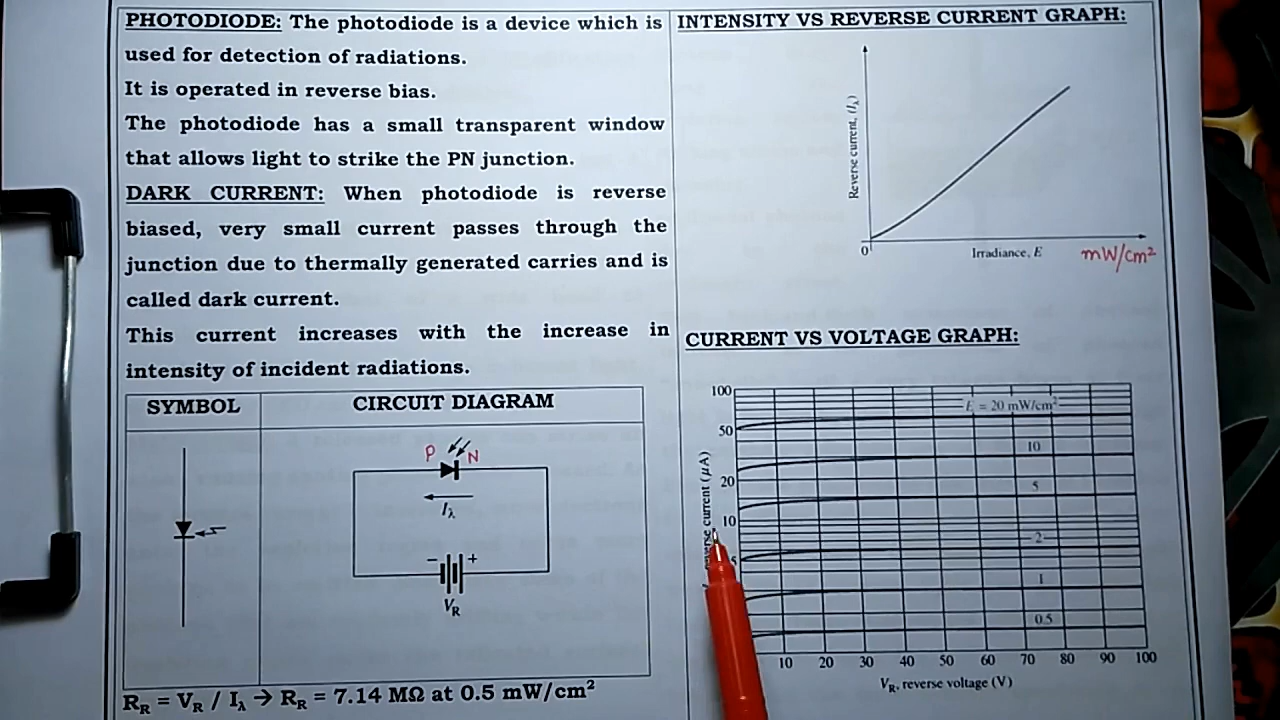 PHOTODIODE: The photodiode is a device which is
used for detection of radiations.
It is operated in reverse bias.
The photodiode has a small transparent window
that allows light to strike the PN junction.
DARK CURRENT: When photodiode is reverse
biased, very small current passes through the
junction due to thermally generated carries and is
called dark current.
This current increases with the increase in
intensity of incident radiations.
SYMBOL
CIRCUIT DIAGRAM
P
N
Iλ
−
+
VR
RR = VR / Iλ → RR = 7.14 MΩ at 0.5 mW/cm²
INTENSITY VS REVERSE CURRENT GRAPH:
Reverse current, (Iλ)
0
Irradiance, E
mW/cm²
CURRENT VS VOLTAGE GRAPH:
100
50
20
10
5
reverse current (µA)
E = 20 mW/cm²
10
5
2
1
0.5
10 20 30 40 50 60 70 80 90 100
VR, reverse voltage (V)